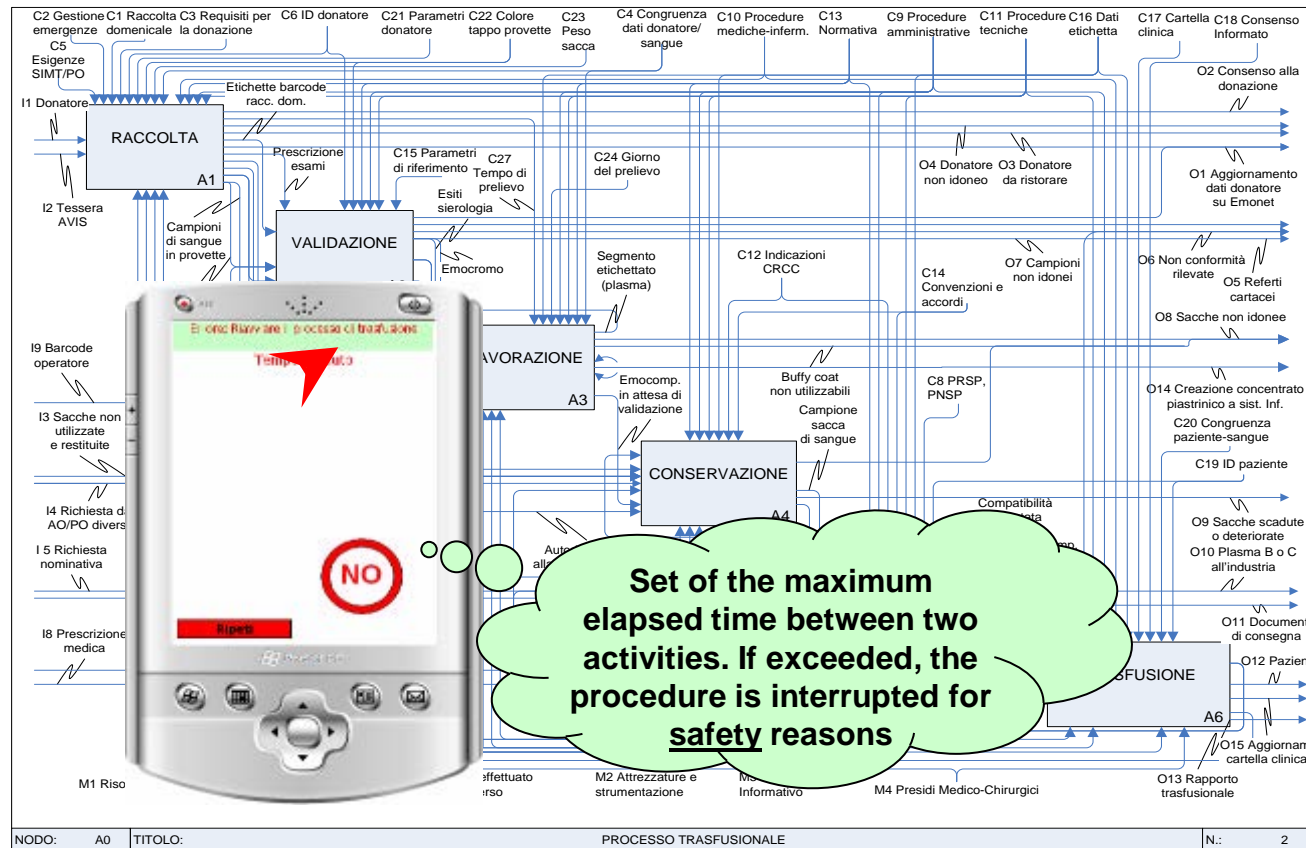 C2 Gestione
emergenze
C1 Raccolta
domenicale
C3 Requisiti per
la donazione
C6 ID donatore
C21 Parametri
donatore
C22 Colore
tappo provette
C23
Peso
sacca
C4 Congruenza
dati donatore/
sangue
C10 Procedure
mediche-inferm.
C13
Normativa
C9 Procedure
amministrative
C11 Procedure
tecniche
C16 Dati
etichetta
C17 Cartella
clinica
C18 Consenso
Informato
C5
Esigenze
SIMT/PO
I1 Donatore
Etichette barcode
racc. dom.
O2 Consenso alla
donazione
RACCOLTA
A1
I2 Tessera
AVIS
Prescrizione
esami
C15 Parametri
di riferimento
C27
Tempo di
prelievo
C24 Giorno
del prelievo
O4 Donatore
non idoneo
O3 Donatore
da ristorare
O1 Aggiornamento
dati donatore
su Emonet
Campioni
di sangue
in provette
VALIDAZIONE
Esiti
sierologia
Emocromo
Segmento
etichettato
(plasma)
C12 Indicazioni
CRCC
C14
Convenzioni e
accordi
O7 Campioni
non idonei
O6 Non conformità
rilevate
O5 Referti
cartacei
O8 Sacche non idonee
I9 Barcode
operatore
AVORAZIONE
A3
Emocomp.
in attesa di
validazione
Buffy coat
non utilizzabili
Campione
sacca
di sangue
C8 PRSP,
PNSP
O14 Creazione concentrato
piastrinico a sist. Inf.
C20 Congruenza
paziente-sangue
C19 ID paziente
I3 Sacche non
utilizzate
e restituite
CONSERVAZIONE
A4
I4 Richiesta da
AO/PO divers
Compatibilità
O9 Sacche scadute
o deteriorate
O10 Plasma B o C
all'industria
I 5 Richiesta
nominativa
NO
Ripeti
Set of the maximum
elapsed time between two
activities. If exceeded, the
procedure is interrupted for
safety reasons
I8 Prescrizione
medica
O11 Document
di consegna
SFUSIONE
A6
O12 Pazien
O15 Aggiornam
cartella clinica
O13 Rapporto
trasfusionale
M1 Riso
effettuato
erso
M2 Attrezzature e
strumentazione
Informativo
M4 Presidi Medico-Chirurgici
NODO: A0 TITOLO: PROCESSO TRASFUSIONALE N.: 2